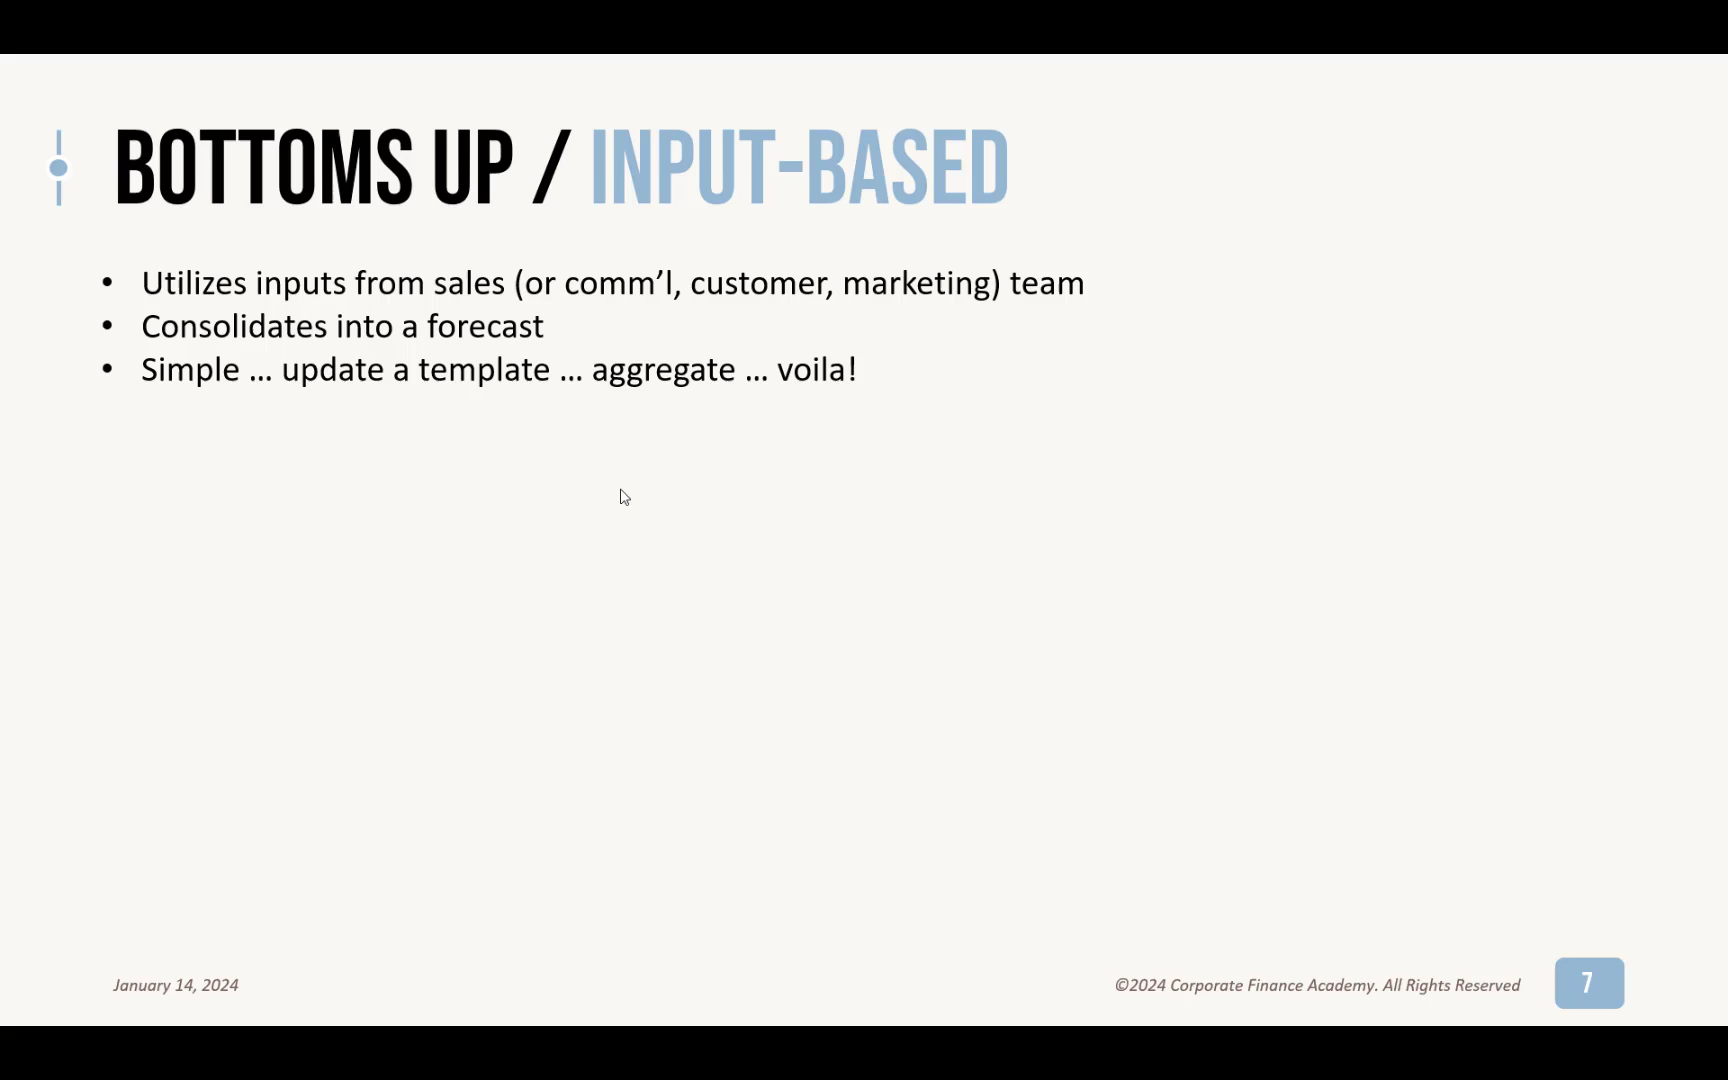 BOTTOMS UP / INPUT-BASED
• Utilizes inputs from sales (or comm’l, customer, marketing) team
• Consolidates into a forecast
• Simple … update a template … aggregate … voila!
January 14, 2024
©2024 Corporate Finance Academy. All Rights Reserved
7